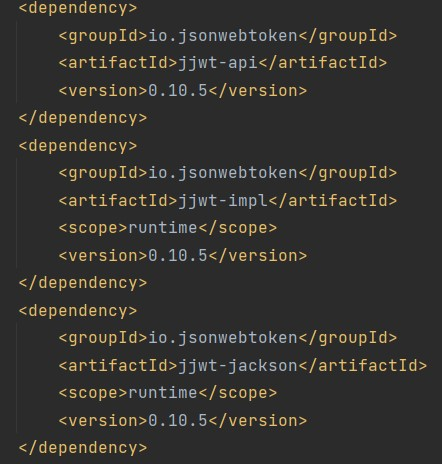 <dependency>
    <groupId>io.jsonwebtoken</groupId>
    <artifactId>jjwt-api</artifactId>
    <version>0.10.5</version>
</dependency>
<dependency>
    <groupId>io.jsonwebtoken</groupId>
    <artifactId>jjwt-impl</artifactId>
    <scope>runtime</scope>
    <version>0.10.5</version>
</dependency>
<dependency>
    <groupId>io.jsonwebtoken</groupId>
    <artifactId>jjwt-jackson</artifactId>
    <scope>runtime</scope>
    <version>0.10.5</version>
</dependency>